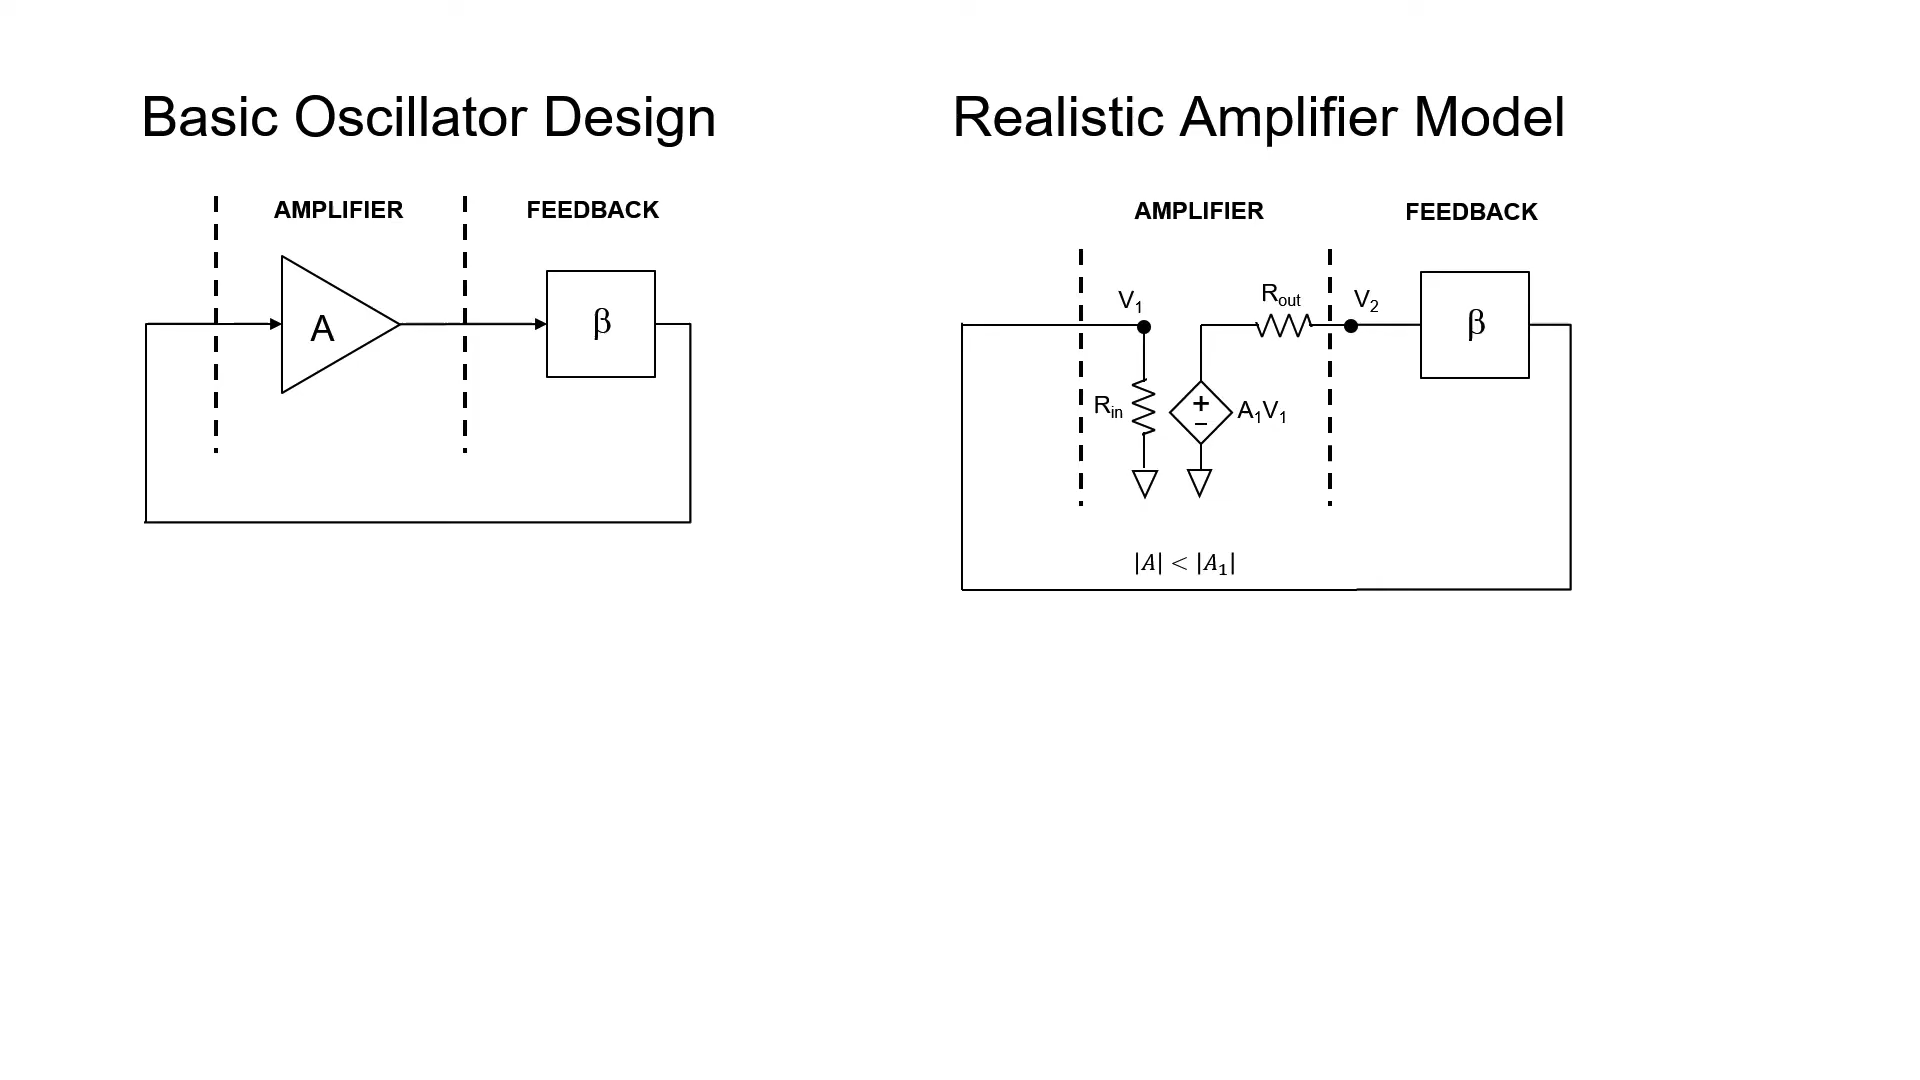 Basic Oscillator Design
AMPLIFIER
FEEDBACK
A
β
Realistic Amplifier Model
AMPLIFIER
FEEDBACK
V₁
Rout
V₂
β
Rin
+
−
A₁V₁
|A| < |A₁|